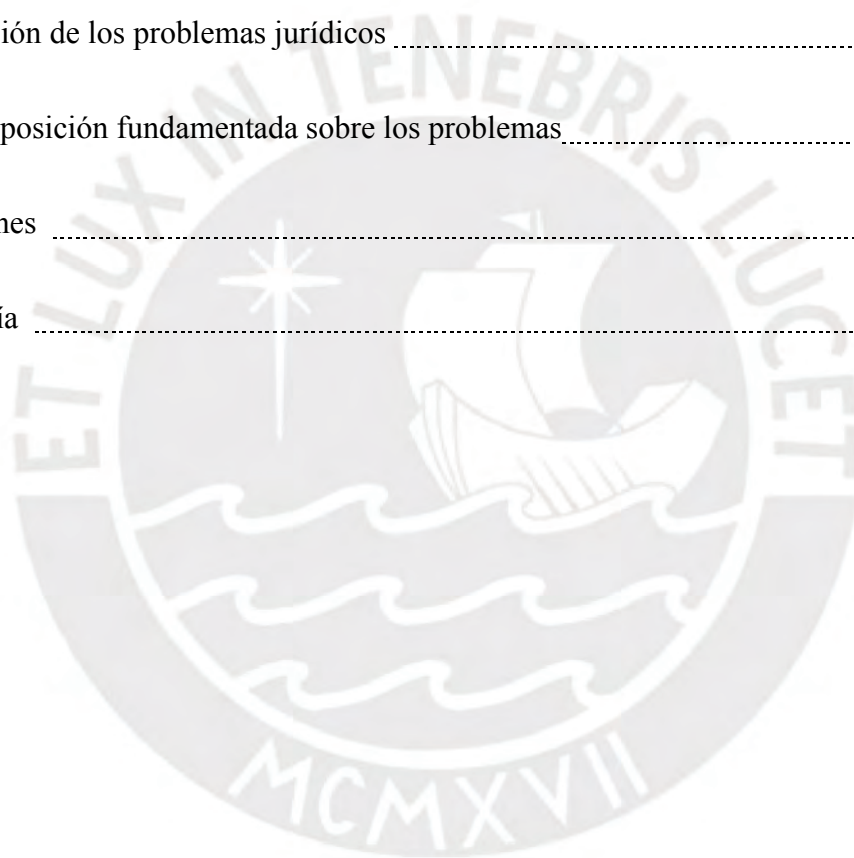 ión de los problemas jurídicos
posición fundamentada sobre los problemas
nes
ía
ET LUX IN TENEBRIS LUCET
MCMXVII